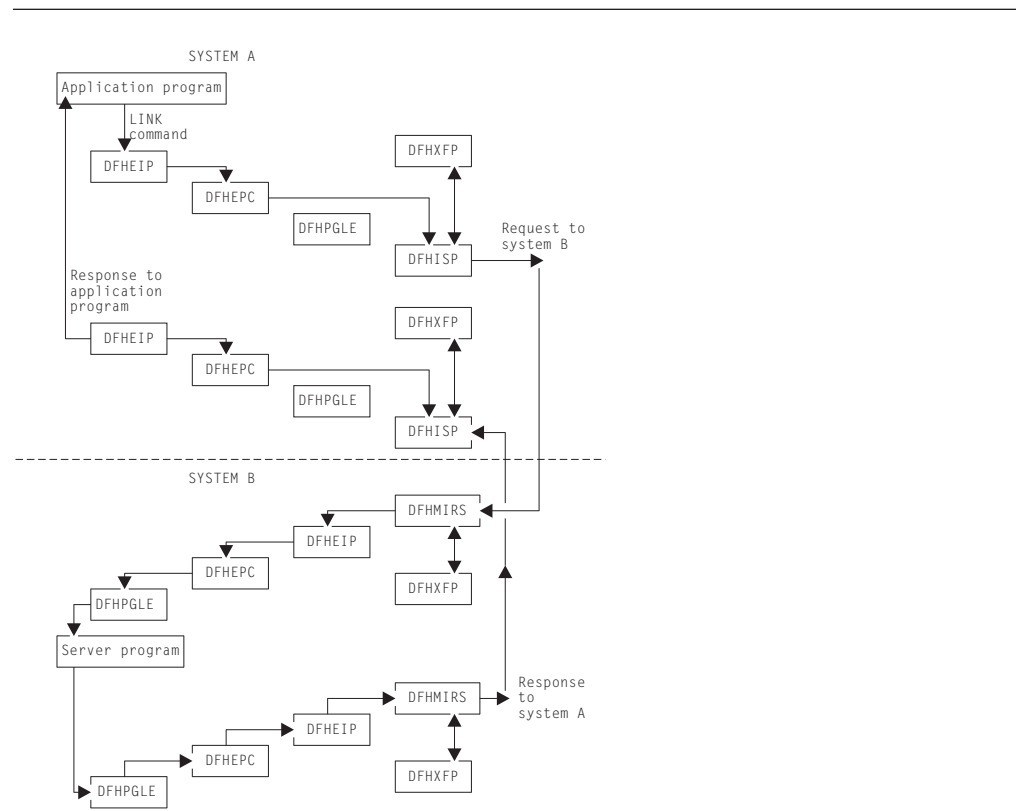 SYSTEM A
Application program
LINK
command
DFHEIP
DFHXFP
DFHEPC
DFHPGLE
DFHISP
Request to
system B
Response to
application
program
DFHEIP
DFHXFP
DFHEPC
DFHPGLE
DFHISP
SYSTEM B
DFHMIRS
DFHEIP
DFHEPC
DFHXFP
DFHPGLE
Server program
DFHMIRS
Response
to
system A
DFHEIP
DFHEPC
DFHXFP
DFHPGLE